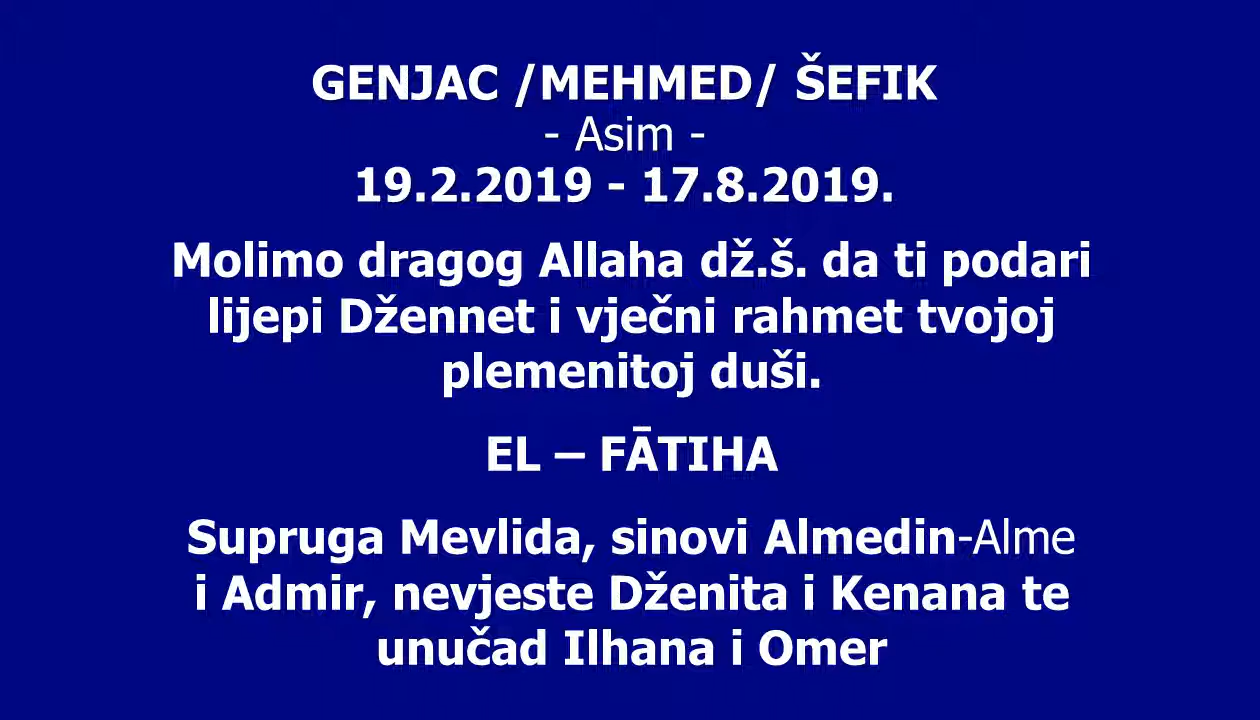 GENJAC /MEHMED/ ŠEFIK
- Asim -
19.2.2019 - 17.8.2019.
Molimo dragog Allaha dž.š. da ti podari
lijepi Džennet i vječni rahmet tvojoj
plemenitoj duši.
EL – FĀTIHA
Supruga Mevlida, sinovi Almedin-Alme
i Admir, nevjeste Dženita i Kenana te
unučad Ilhana i Omer